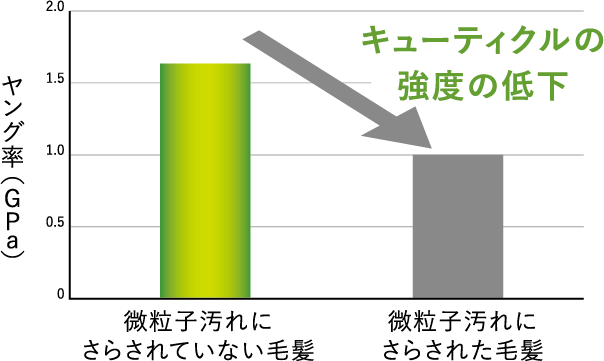 キューティクルの
強度の低下
ヤング率（GPa）
2.0
1.5
1.0
0.5
0
微粒子汚れに
さらされていない毛髪
微粒子汚れに
さらされた毛髪